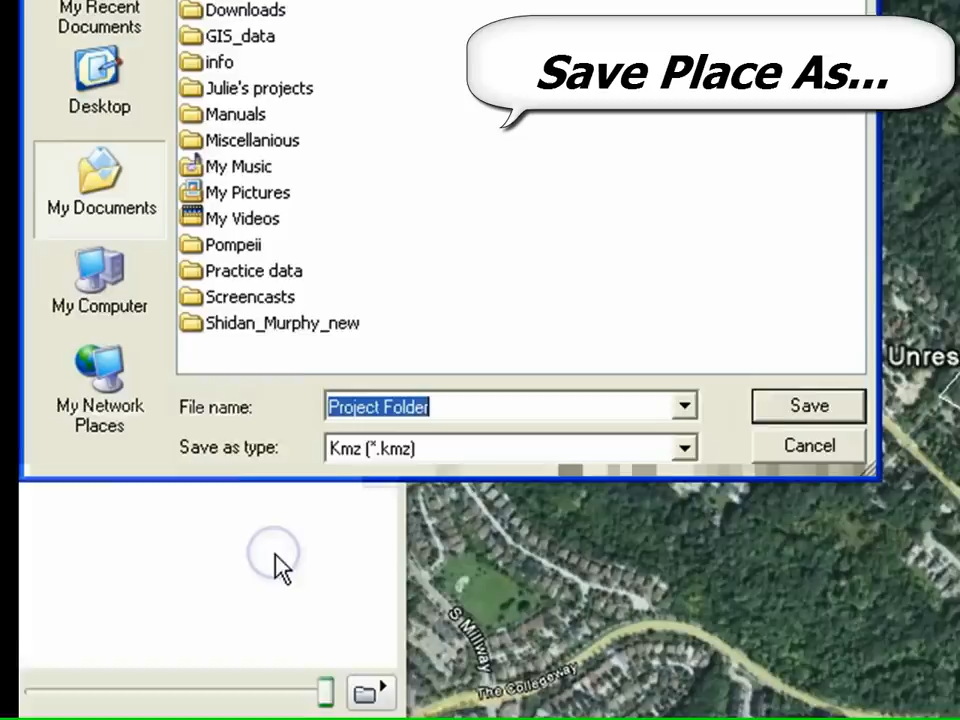 My Recent
Documents
Downloads
GIS_data
info
Julie's projects
Manuals
Miscellanious
My Music
My Pictures
My Videos
Pompeii
Practice data
Screencasts
Shidan_Murphy_new
Desktop
My Documents
My Computer
My Network
Places
Save Place As...
File name: Project Folder Save
Save as type: Kmz (*.kmz) Cancel
Unres
S Millway
The Collegeway